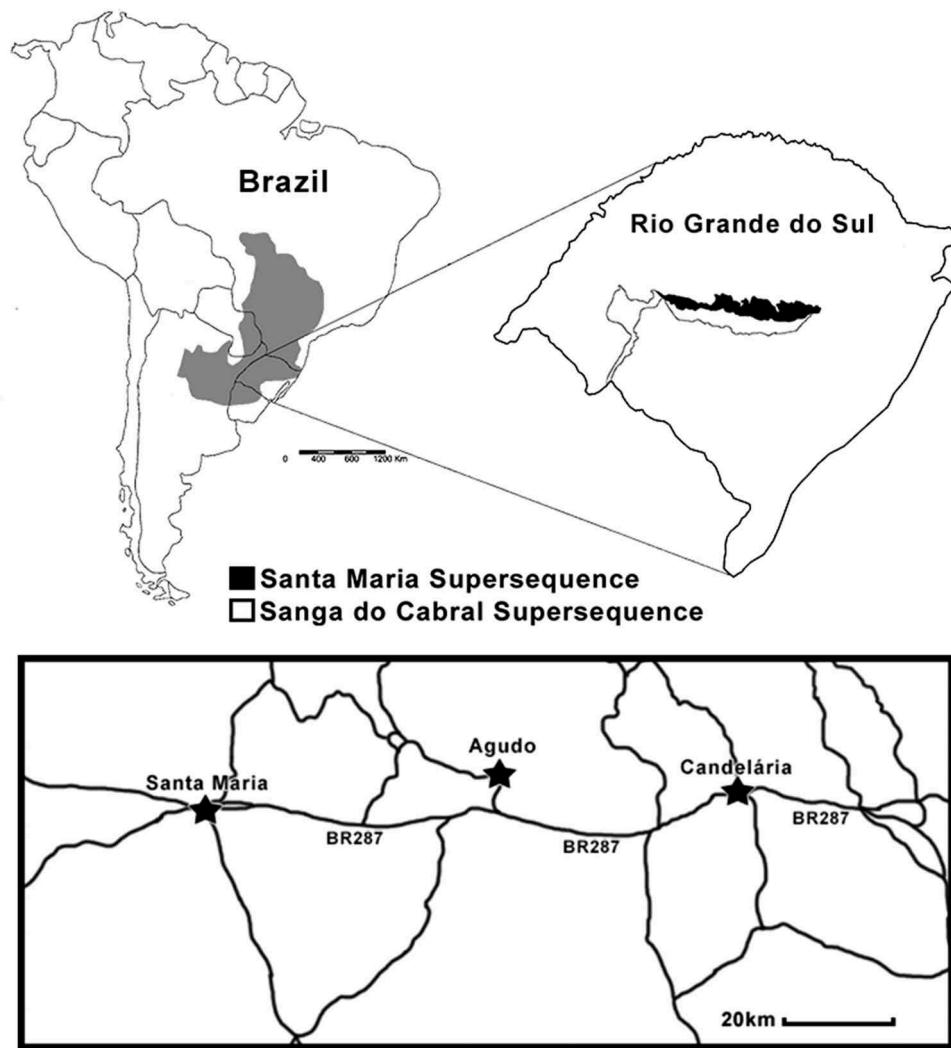 Brazil
Rio Grande do Sul
0 400 600 1200 Km
Santa Maria Supersequence
Sanga do Cabral Supersequence
Agudo
Santa Maria
Candelária
BR287
BR287
BR287
20km